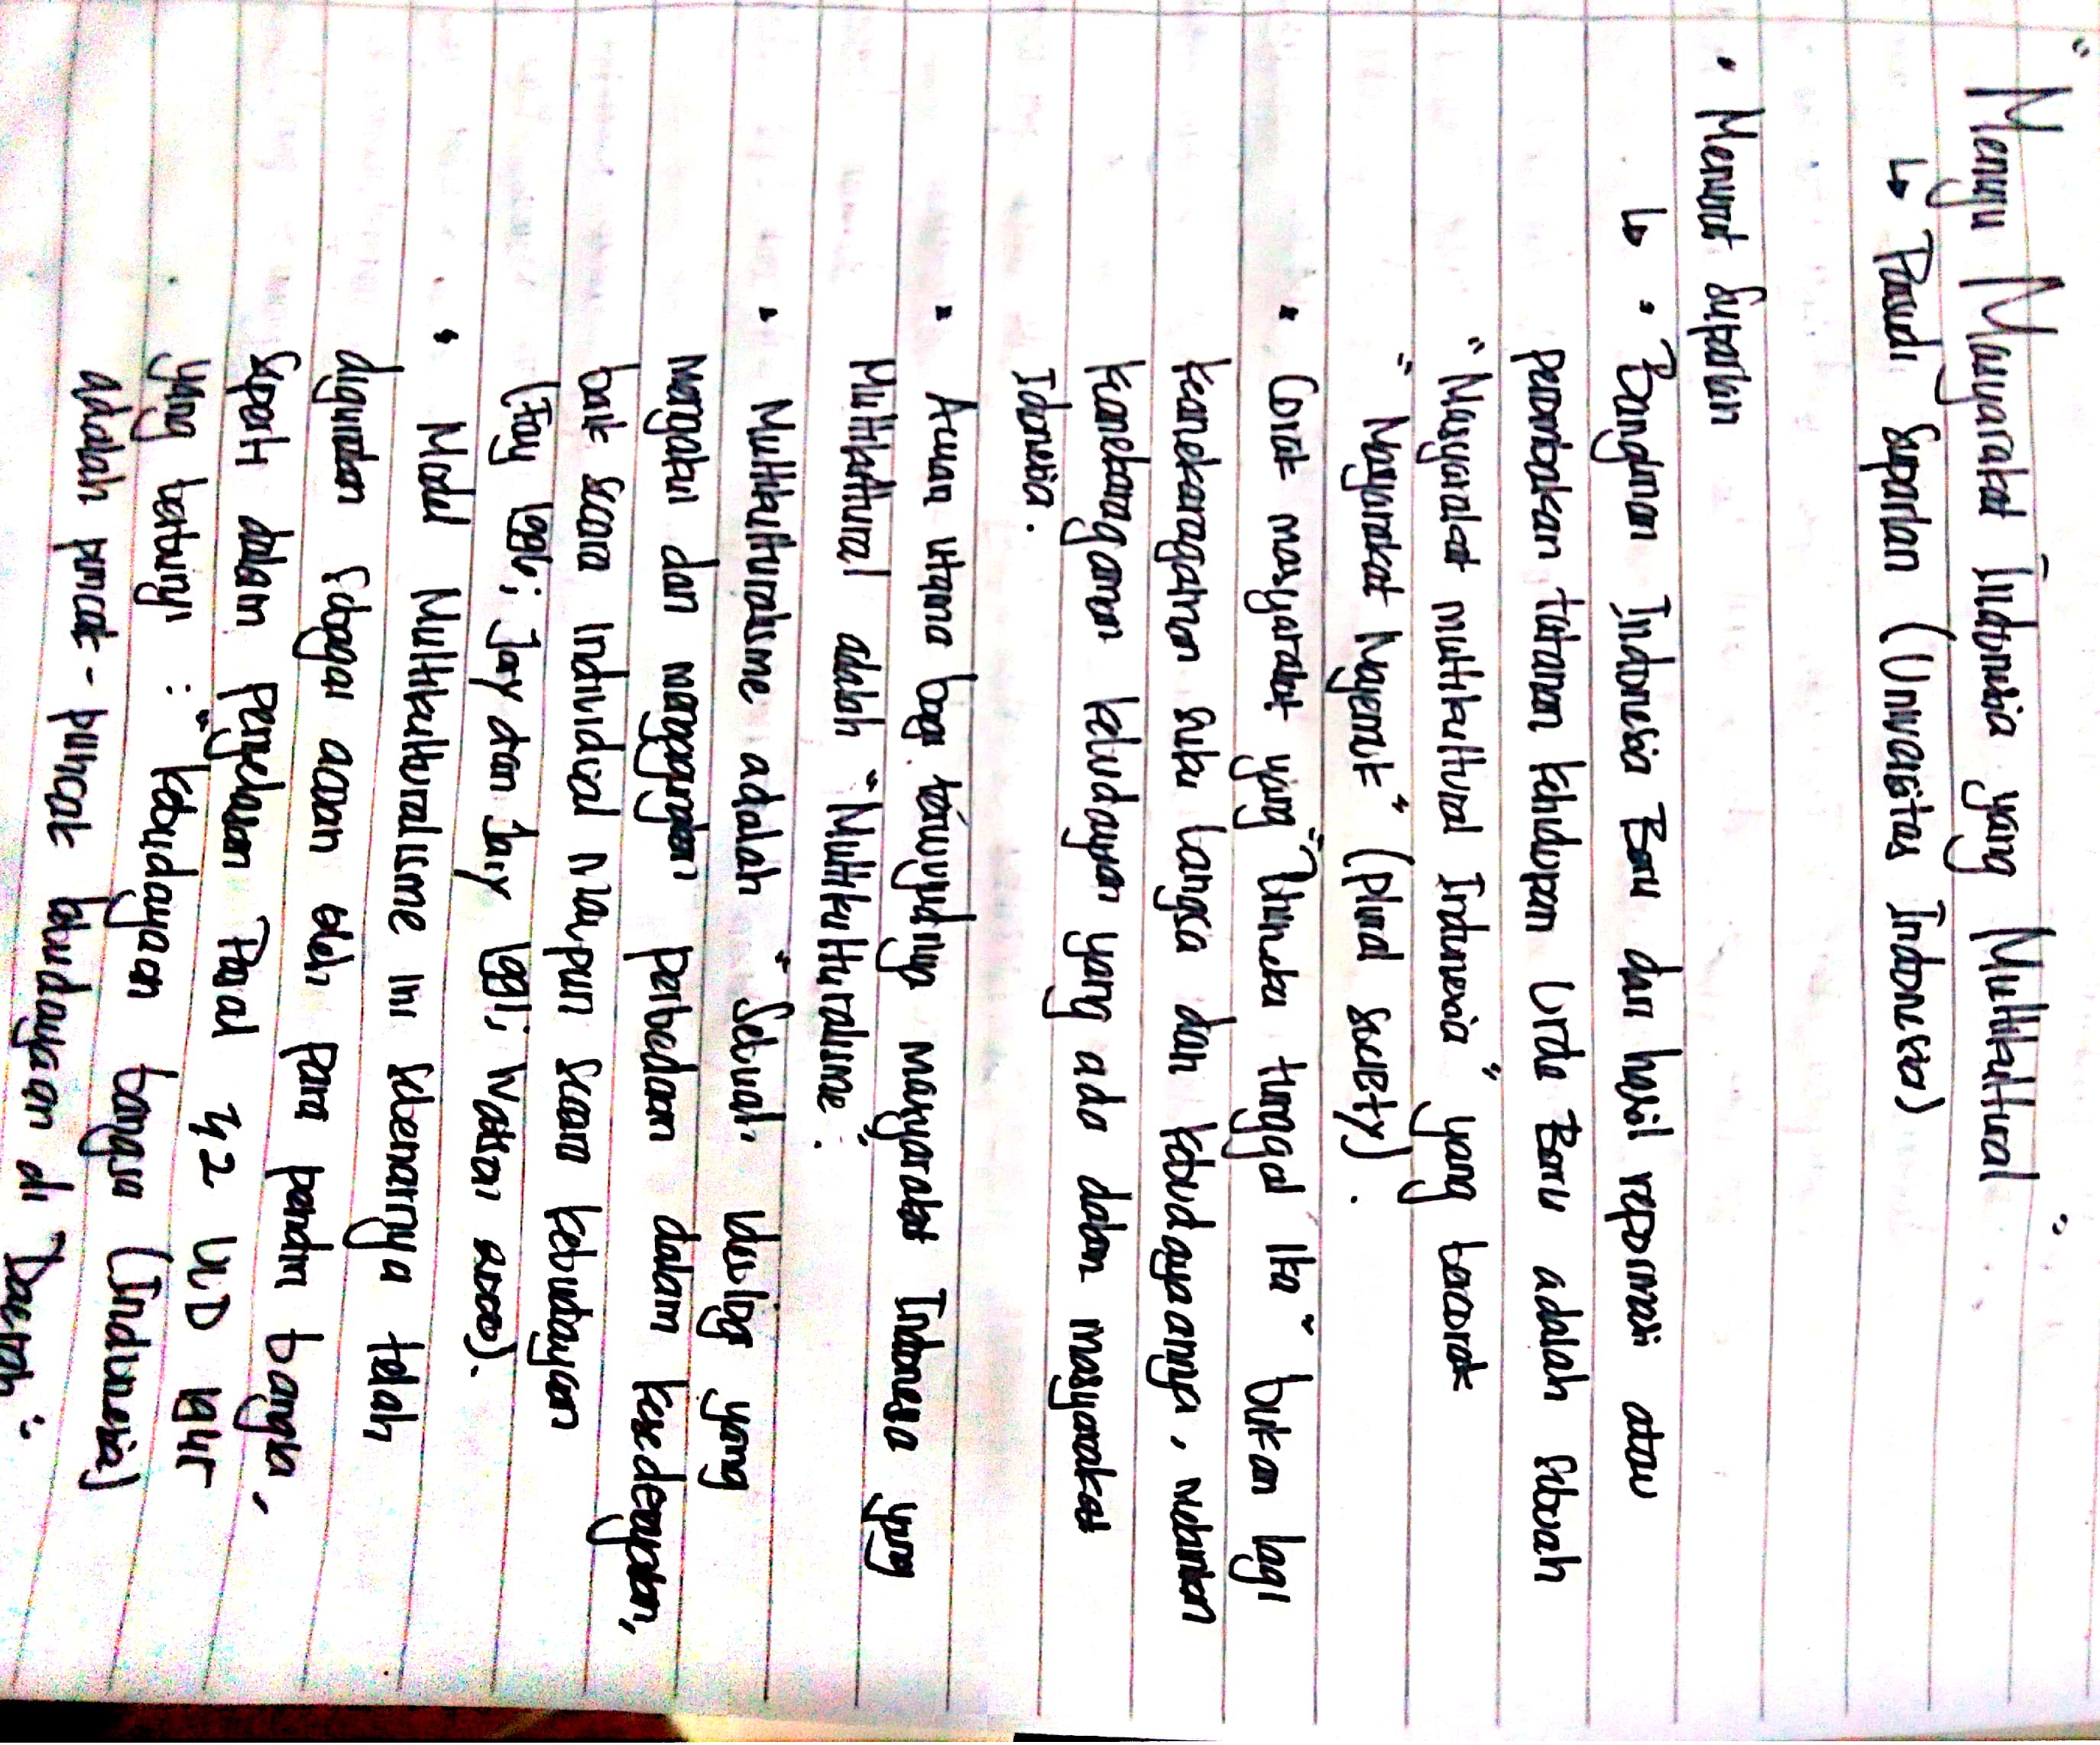 " Menuju Masyarakat Indonesia yang Multikultural "
↳ Parsudi Suparlan (Universitas Indonesia)
• Menurut Suparlan
↳ • Bangunan Indonesia Baru dari hasil reformasi atau
perombakan tatanan kehidupan Orde Baru adalah sebuah
" Masyarakat multikultural Indonesia " yang bercorak
" Masyarakat Majemuk " (plural society).
• Corak masyarakat yang " Bhineka tunggal Ika " bukan lagi
keanekaragaman suku bangsa dan kebudayaannya, melainkan
keanekaragaman kebudayaan yang ada dalam masyarakat
Indonesia.
• Acuan utama bagi terwujudnya masyarakat Indonesia yang
Multikultural adalah " Multikulturalisme ".
• Multikulturalisme adalah " Sebuah ideologi yang
mengakui dan mengagungkan perbedaan dalam kesederajatan,
baik secara individual maupun secara kebudayaan
(Fay 1996; Jary dan Jary 1991; Watson 2000).
• Model Multikulturalisme ini sebenarnya telah
digunakan sebagai acuan oleh para pendiri bangsa,
seperti dalam penjelasan Pasal 32 UUD 1945
yang berbunyi : " Kebudayaan bangsa (Indonesia)
adalah puncak - puncak kebudayaan di Daerah ".